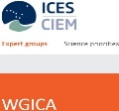 ICES
CIEM
Expert groups Science priorities
WGICA